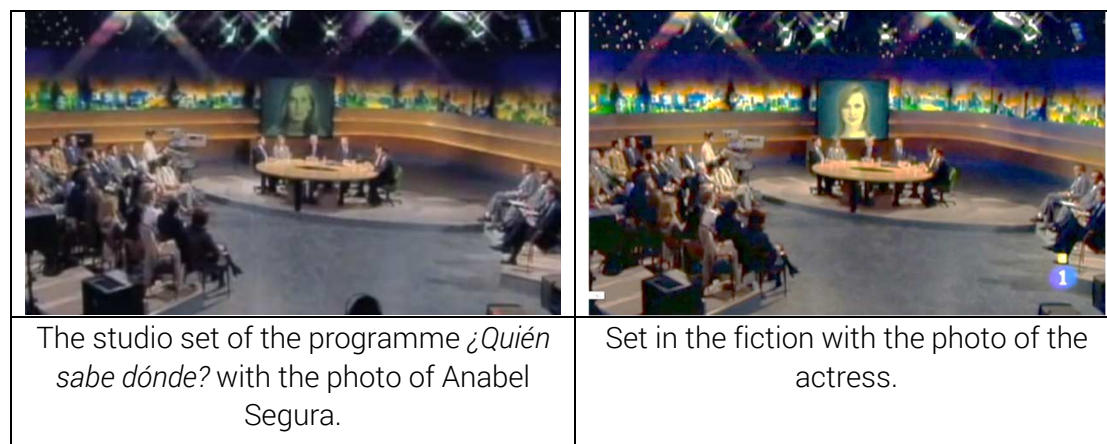 1
The studio set of the programme ¿Quién
sabe dónde? with the photo of Anabel
Segura.
Set in the fiction with the photo of the
actress.